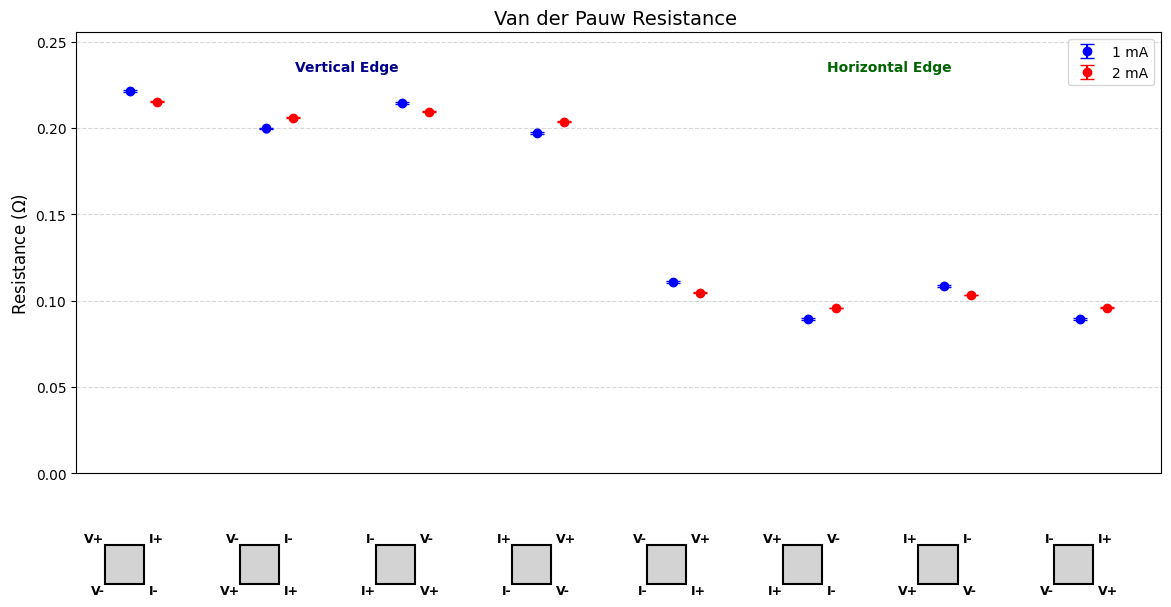 Van der Pauw Resistance
0.25
0.20
0.15
0.10
0.05
0.00
Resistance (Ω)
Vertical Edge
Horizontal Edge
1 mA
2 mA
V+ I+ V- I- I- V- I+ V+ V- V+ V+ V- I+ I- I- I+
V- I- V+ I+ I+ V+ I- V- I- I+ I+ I- V+ V- V- V+